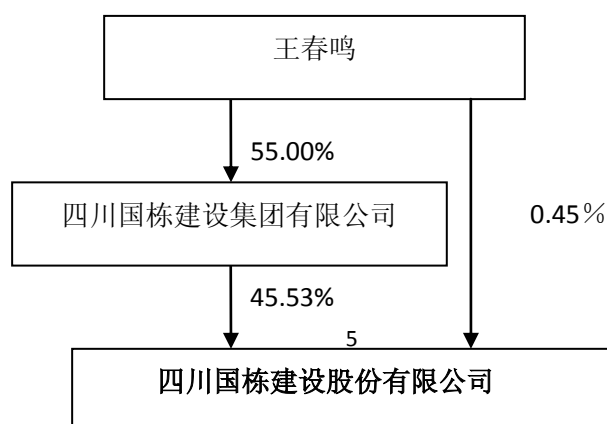 王春鸣
55.00%
四川国栋建设集团有限公司
0.45％
45.53%
5
四川国栋建设股份有限公司